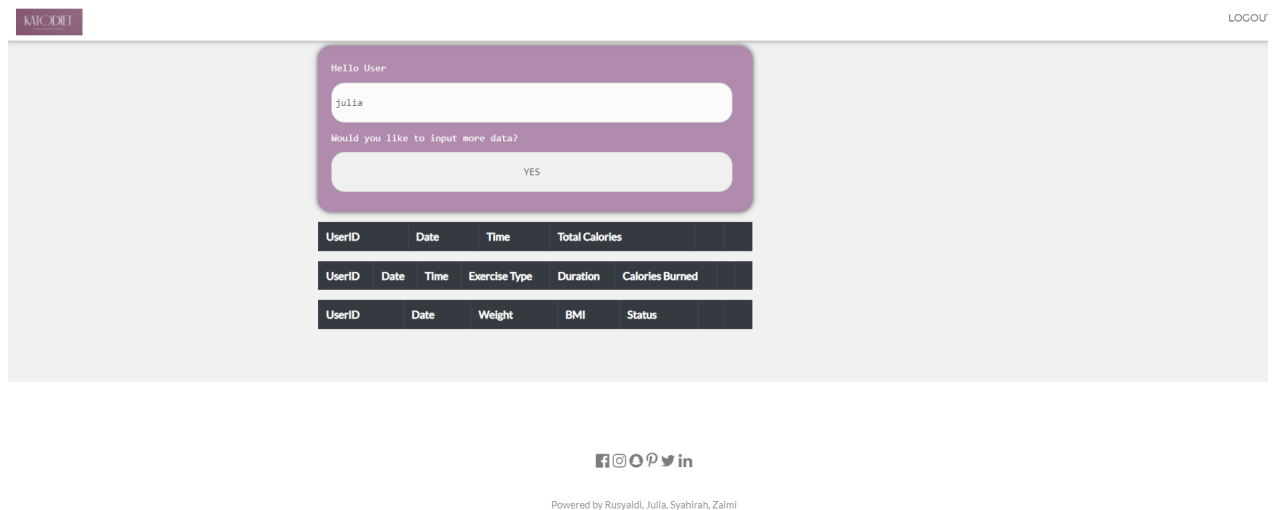 KATODIET
LOGOUT
Hello User
julia
Would you like to input more data?
YES
UserID Date Time Total Calories
UserID Date Time Exercise Type Duration Calories Burned
UserID Date Weight BMI Status
Powered by Rusyaidi, Julia, Syahirah, Zaimi